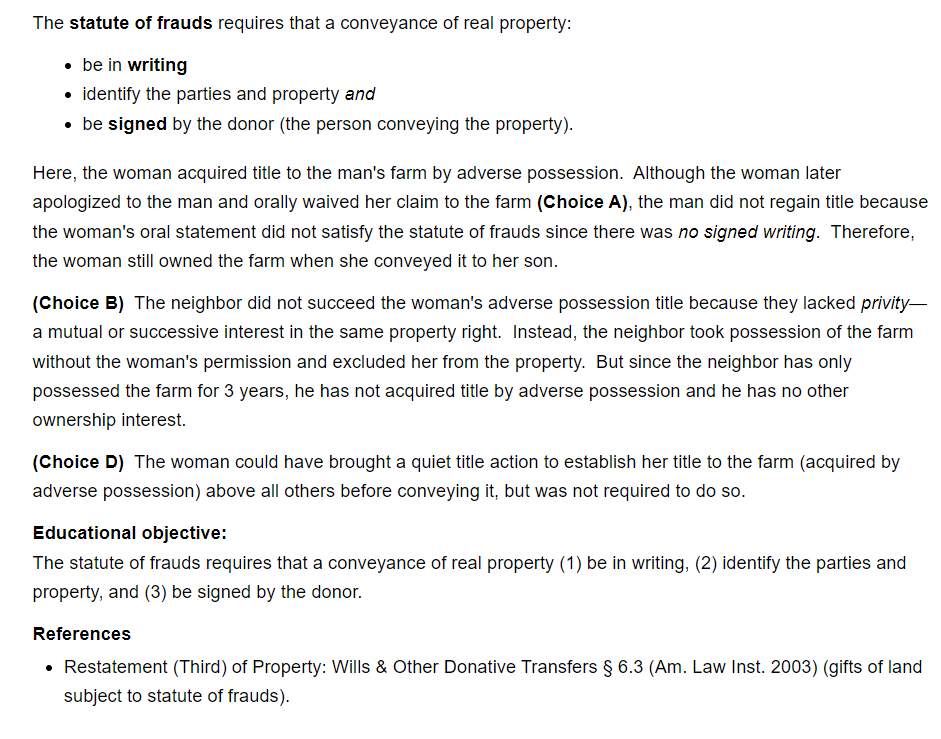 The statute of frauds requires that a conveyance of real property:
• be in writing
• identify the parties and property and
• be signed by the donor (the person conveying the property).
Here, the woman acquired title to the man's farm by adverse possession.  Although the woman later
apologized to the man and orally waived her claim to the farm (Choice A), the man did not regain title because
the woman's oral statement did not satisfy the statute of frauds since there was no signed writing.  Therefore,
the woman still owned the farm when she conveyed it to her son.
(Choice B)  The neighbor did not succeed the woman's adverse possession title because they lacked privity—
a mutual or successive interest in the same property right.  Instead, the neighbor took possession of the farm
without the woman's permission and excluded her from the property.  But since the neighbor has only
possessed the farm for 3 years, he has not acquired title by adverse possession and he has no other
ownership interest.
(Choice D)  The woman could have brought a quiet title action to establish her title to the farm (acquired by
adverse possession) above all others before conveying it, but was not required to do so.
Educational objective:
The statute of frauds requires that a conveyance of real property (1) be in writing, (2) identify the parties and
property, and (3) be signed by the donor.
References
• Restatement (Third) of Property: Wills & Other Donative Transfers § 6.3 (Am. Law Inst. 2003) (gifts of land
subject to statute of frauds).